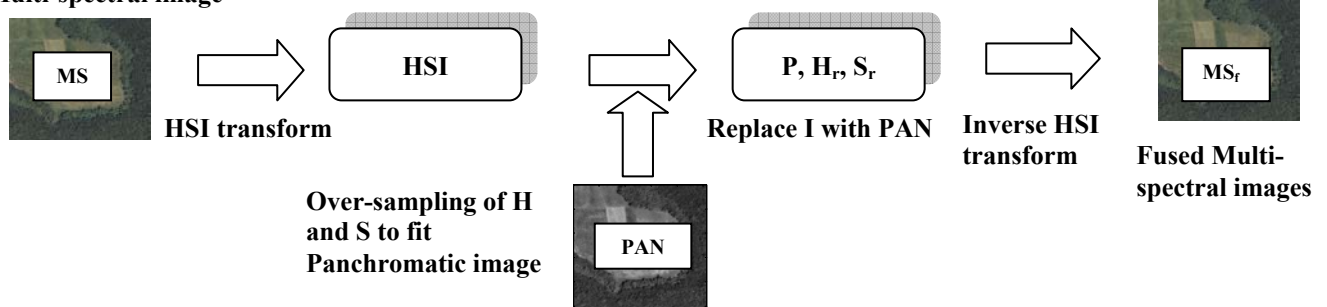 MS
HSI
P, Hr, Sr
MSf
HSI transform
Replace I with PAN
Inverse HSI
transform
Fused Multi-
spectral images
Over-sampling of H
and S to fit
Panchromatic image
PAN